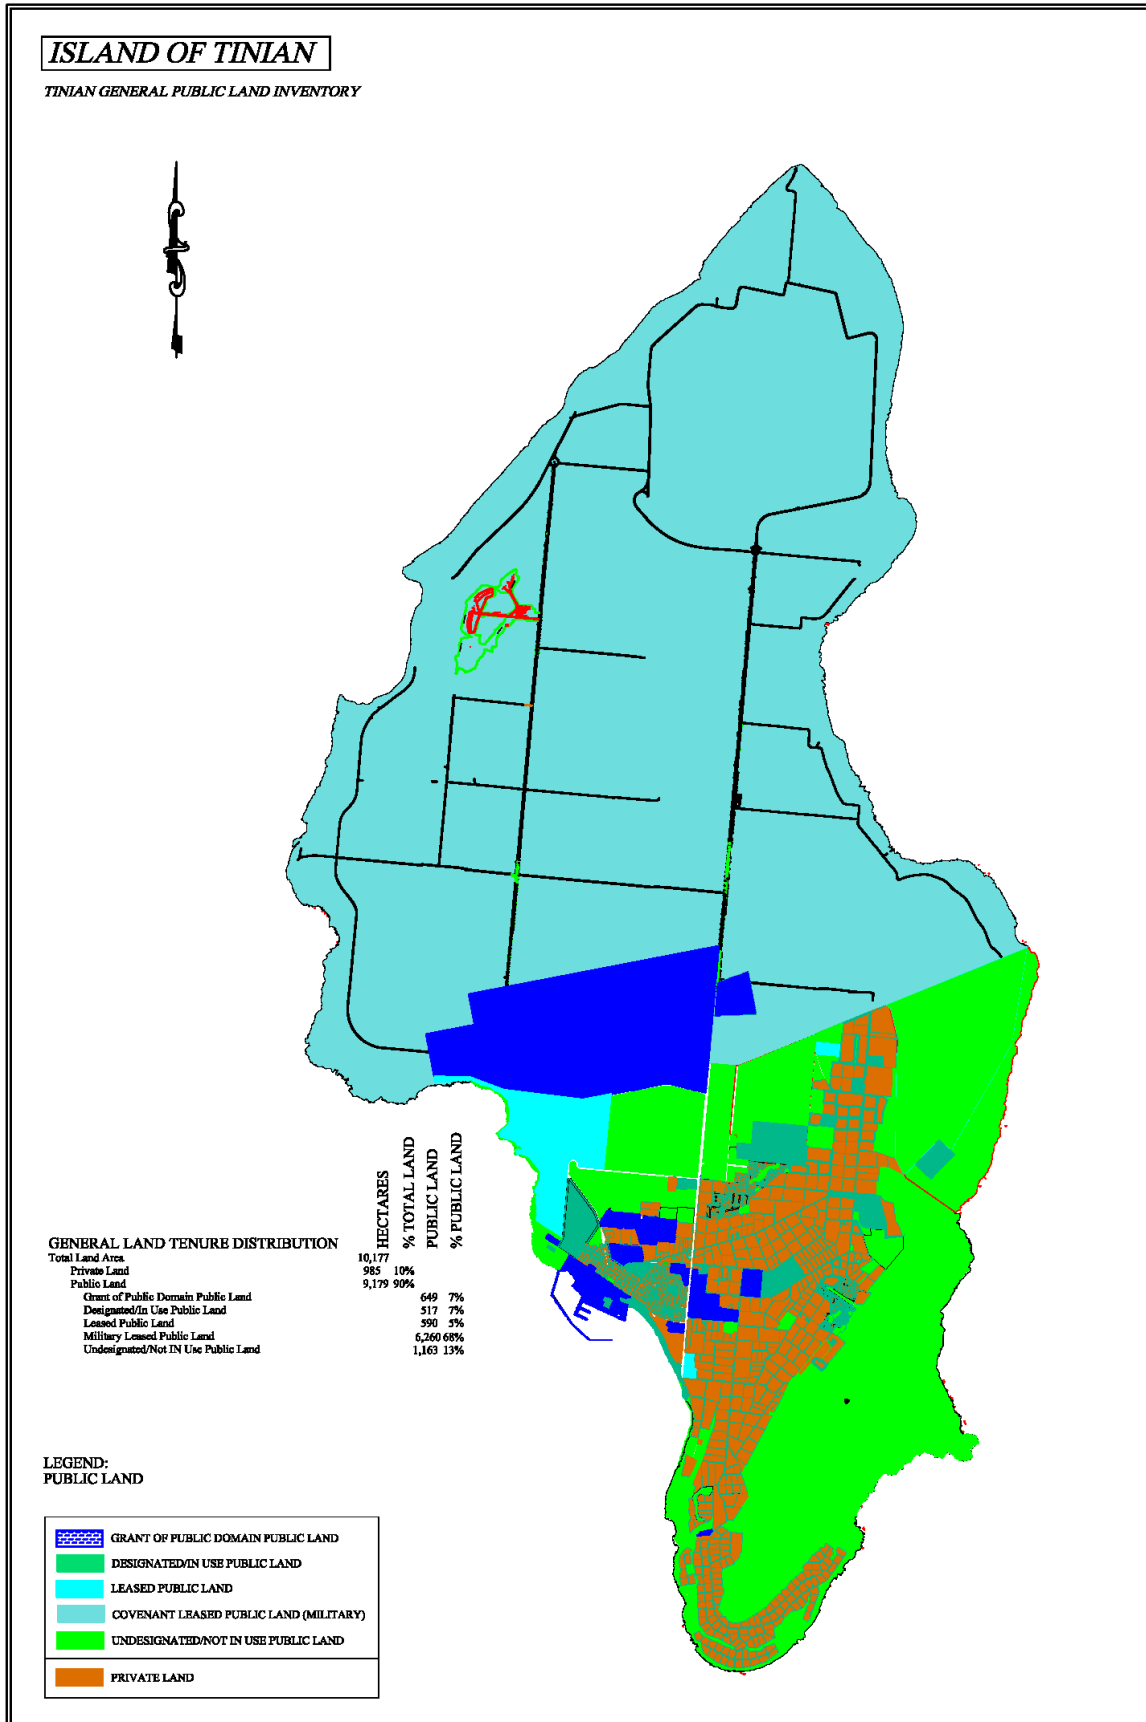 ISLAND OF TINIAN
TINIAN GENERAL PUBLIC LAND INVENTORY
HECTARES
% TOTAL LAND
PUBLIC LAND
% PUBLIC LAND
GENERAL LAND TENURE DISTRIBUTION
Total Land Area 10,177
Private Land 985 10%
Public Land 9,179 90%
Grant of Public Domain Public Land 649 7%
Designated/In Use Public Land 517 7%
Leased Public Land 590 5%
Military Leased Public Land 6,260 68%
Undesignated/Not IN Use Public Land 1,163 13%
LEGEND:
PUBLIC LAND
GRANT OF PUBLIC DOMAIN PUBLIC LAND
DESIGNATED/IN USE PUBLIC LAND
LEASED PUBLIC LAND
COVENANT LEASED PUBLIC LAND (MILITARY)
UNDESIGNATED/NOT IN USE PUBLIC LAND
PRIVATE LAND